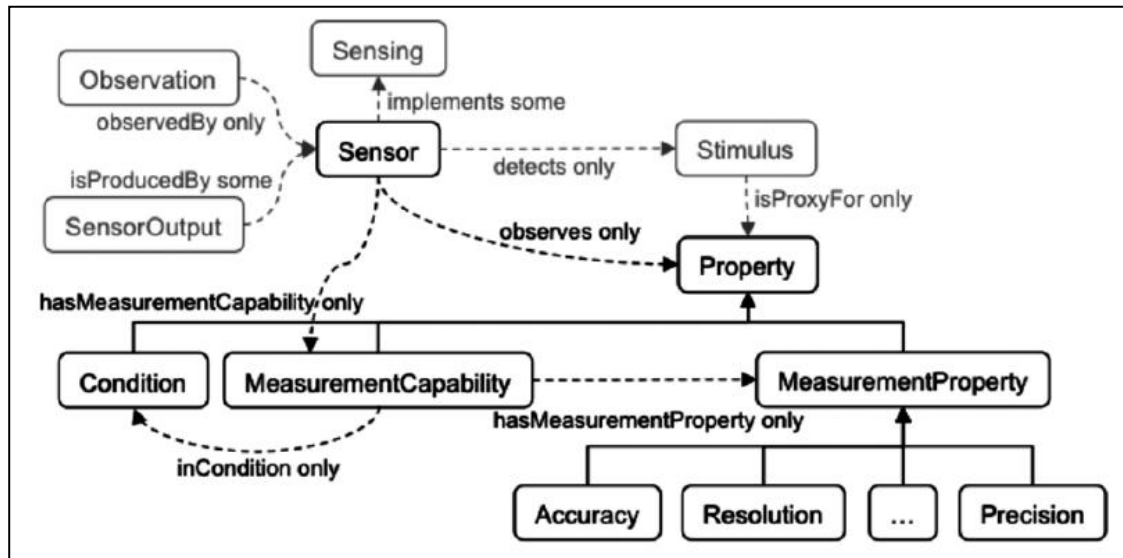 Sensing
Observation
implements some
observedBy only
Sensor
Stimulus
detects only
isProducedBy some
isProxyFor only
SensorOutput
observes only
Property
hasMeasurementCapability only
Condition
MeasurementCapability
MeasurementProperty
hasMeasurementProperty only
inCondition only
Accuracy
Resolution
...
Precision